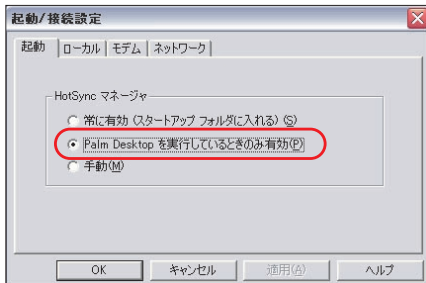 起動/接続設定
起動 ローカル モデム ネットワーク
HotSync マネージャ
常に有効 (スタートアップ フォルダに入れる) (S)
Palm Desktop を実行しているときのみ有効(P)
手動(M)
OK キャンセル 適用(A) ヘルプ